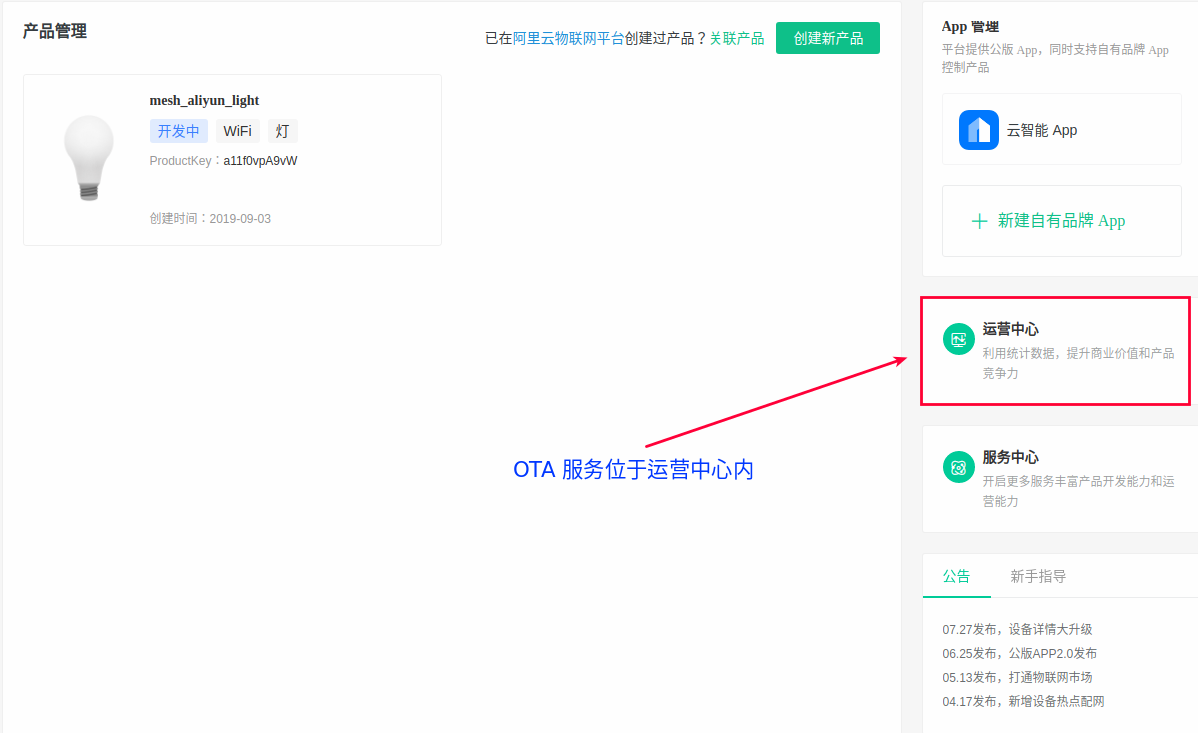 产品管理
已在阿里云物联网平台创建过产品？关联产品
创建新产品
mesh_aliyun_light
开发中 WiFi 灯
ProductKey：a11f0vpA9vW
创建时间：2019-09-03
OTA 服务位于运营中心内
App 管理
平台提供公版 App，同时支持自有品牌 App
控制产品
云智能 App
新建自有品牌 App
运营中心
利用统计数据，提升商业价值和产品
竞争力
服务中心
开启更多服务丰富产品开发能力和运
营能力
公告 新手指导
07.27发布，设备详情大升级
06.25发布，公版APP2.0发布
05.13发布，打通物联网市场
04.17发布，新增设备热点配网